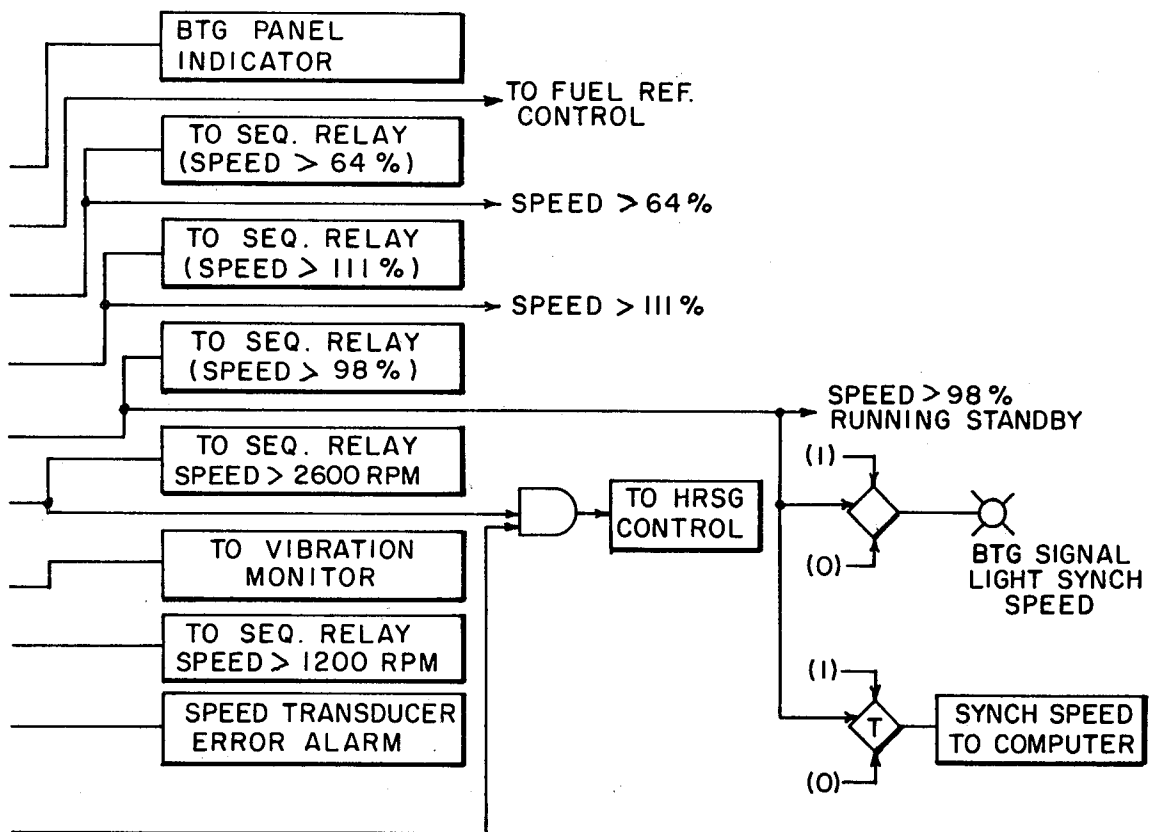 BTG PANEL
INDICATOR
TO FUEL REF.
CONTROL
TO SEQ. RELAY
(SPEED > 64 %)
SPEED > 64 %
TO SEQ. RELAY
(SPEED > 111 %)
SPEED > 111 %
TO SEQ. RELAY
(SPEED > 98 %)
SPEED > 98 %
RUNNING STANDBY
TO SEQ. RELAY
SPEED > 2600 RPM
(1)
TO HRSG
CONTROL
(0)
BTG SIGNAL
LIGHT SYNCH
SPEED
TO VIBRATION
MONITOR
TO SEQ. RELAY
SPEED > 1200 RPM
(1)
SPEED TRANSDUCER
ERROR ALARM
T
SYNCH SPEED
TO COMPUTER
(0)